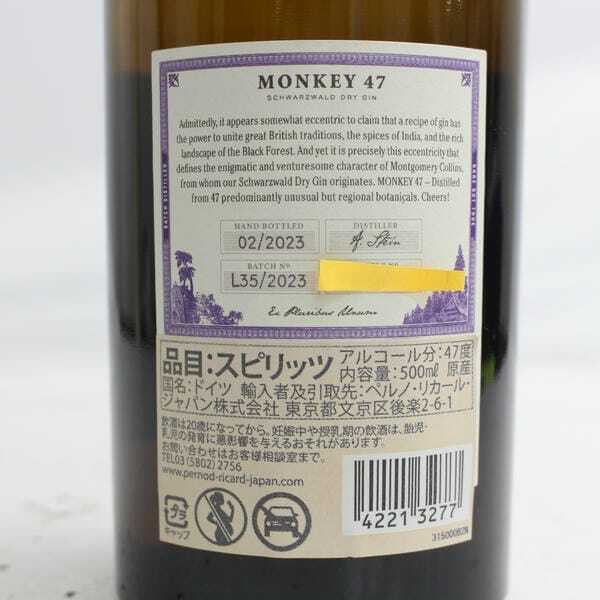 MONKEY 47
SCHWARZWALD DRY GIN
Admittedly, it appears somewhat eccentric to claim that a recipe of gin has
the power to unite great British traditions, the spices of India, and the rich
landscape of the Black Forest. And yet it is precisely this eccentricity that
defines the enigmatic and venturesome character of Montgomery Collins,
from whom our Schwarzwald Dry Gin originates. MONKEY 47 – Distilled
from 47 predominantly unusual but regional botanicals. Cheers!
BATCH DISTILLED
HAND BOTTLED
02/2023
DISTILLER
A. Stein
BATCH Nº
L35/2023
Ex Pluribus Unum
品目:スピリッツ アルコール分:47度
内容量:500ml 原産
国名:ドイツ 輸入者及引取先:ペルノ・リカール・
ジャパン株式会社 東京都文京区後楽2-6-1
飲酒は20歳になってから。妊娠中や授乳期の飲酒は、胎児・
乳児の発育に悪影響を与えるおそれがあります。
お問い合わせはお客様相談室まで。
TEL03 (5802) 2756
www.pernod-ricard-japan.com
プラ
キャップ
4221 3277